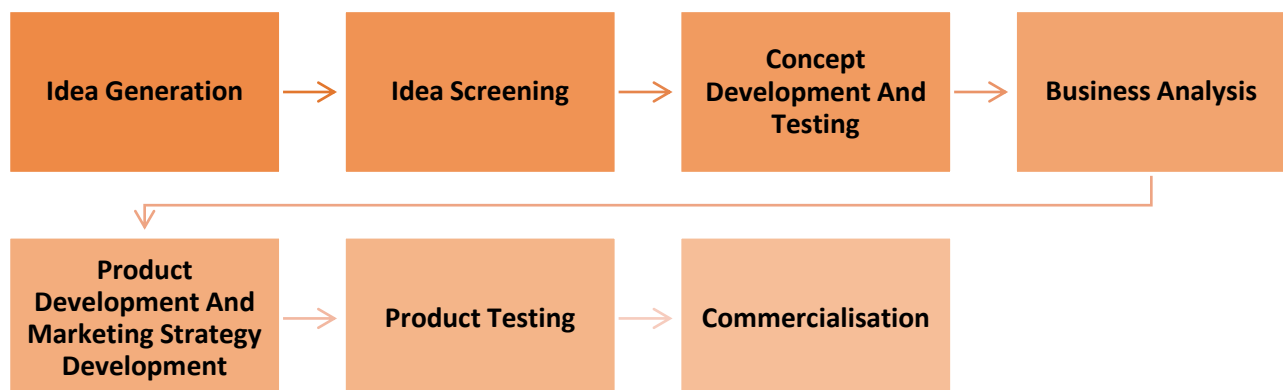 Idea Generation
Idea Screening
Concept
Development And
Testing
Business Analysis
Product
Development And
Marketing Strategy
Development
Product Testing
Commercialisation